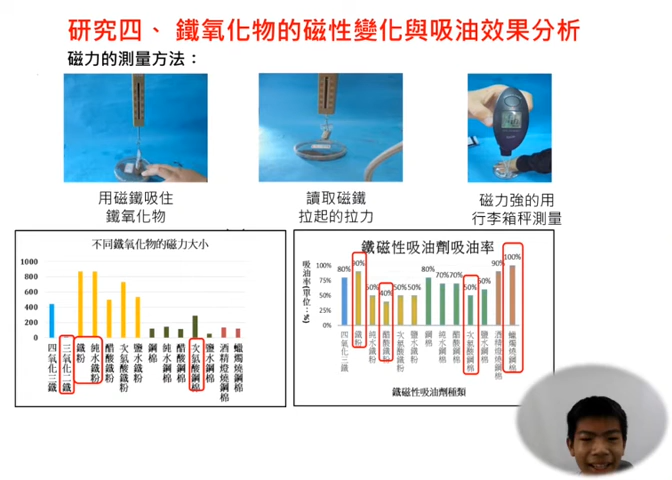 研究四、 鐵氧化物的磁性變化與吸油效果分析
磁力的測量方法：
用磁鐵吸住
鐵氧化物
讀取磁鐵
拉起的拉力
磁力強的用
行李箱秤測量
不同鐵氧化物的磁力大小
1000
800
600
400
200
0
四氧化三鐵
三氧化二鐵
鐵粉
純水鐵粉
醋酸鐵粉
次氯酸鐵粉
鹽水鐵粉
鋼棉
純水鋼棉
醋酸鋼棉
次氯酸鋼棉
鹽水鋼棉
酒精燈燒鋼棉
蠟燭燒鋼棉
鐵磁性吸油劑吸油率
吸油率(單位：%)
100%
75%
50%
25%
0%
80%
90%
50%
40%
50%
50%
80%
70%
70%
50%
60%
90%
100%
四氧化三鐵
鐵粉
純水鐵粉
醋酸鐵粉
次氯酸鐵粉
鹽水鐵粉
鋼棉
純水鋼棉
醋酸鋼棉
次氯酸鋼棉
鹽水鋼棉
酒精燈燒鋼棉
蠟燭燒鋼棉
鐵磁性吸油劑種類